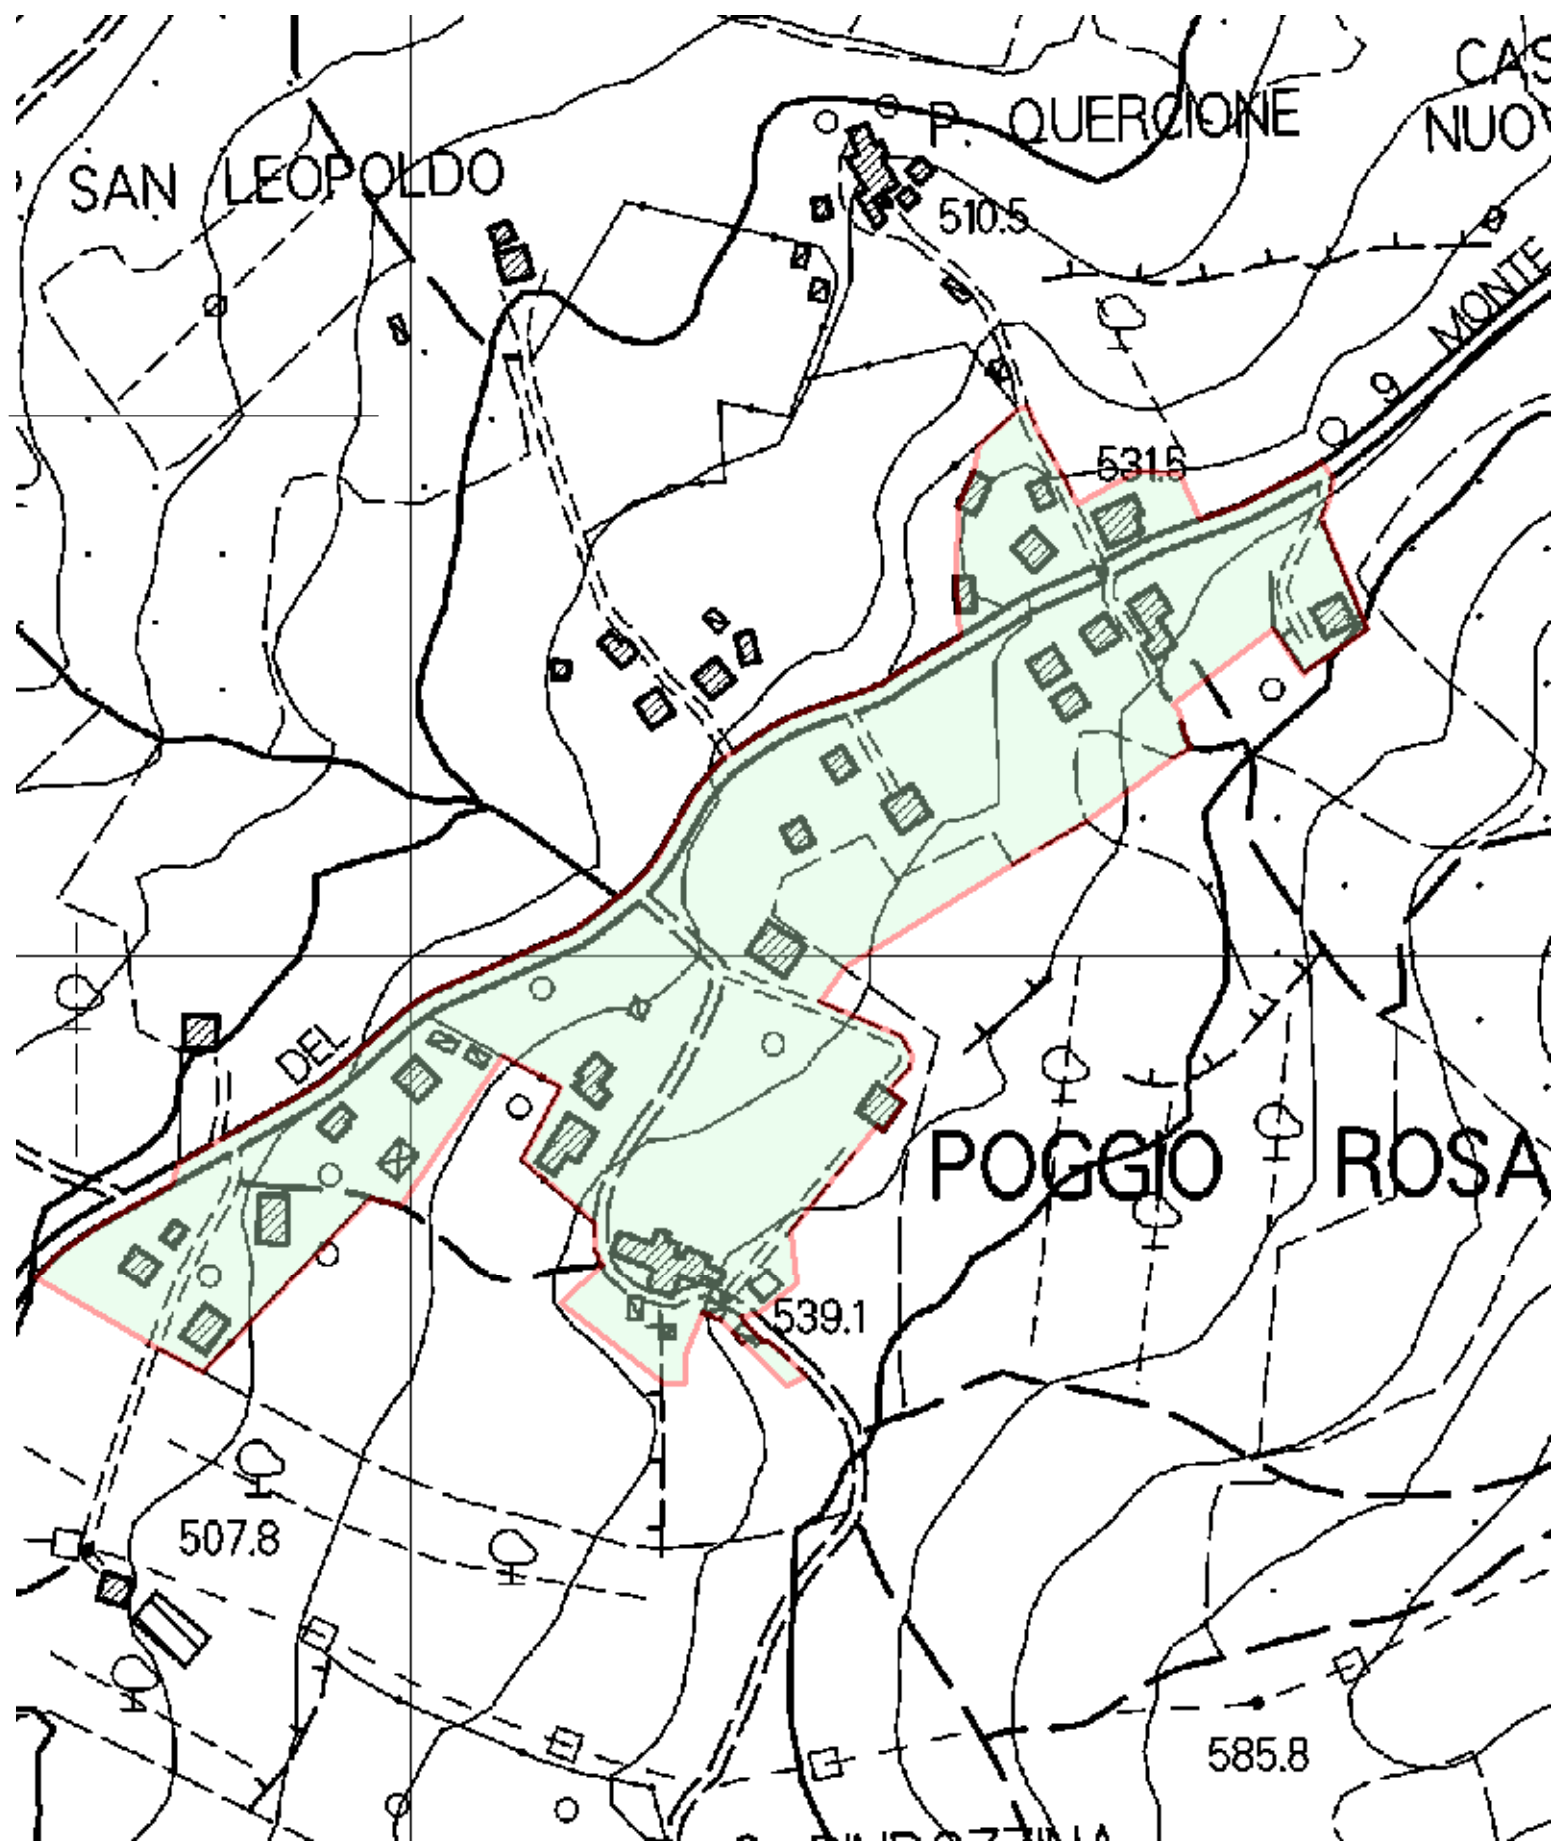 CAS
P. QUERCIONE
NUOV
SAN LEOPOLDO
510.5
MONTE
9
531.5
DEL
POGGIO ROSA
539.1
507.8
585.8